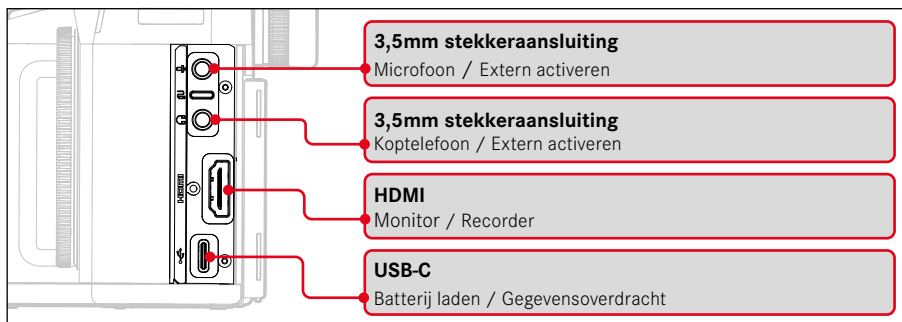 3,5mm stekkeraansluiting
Microfoon / Extern activeren
3,5mm stekkeraansluiting
Koptelefoon / Extern activeren
HDMI
HDMI
Monitor / Recorder
USB-C
Batterij laden / Gegevensoverdracht